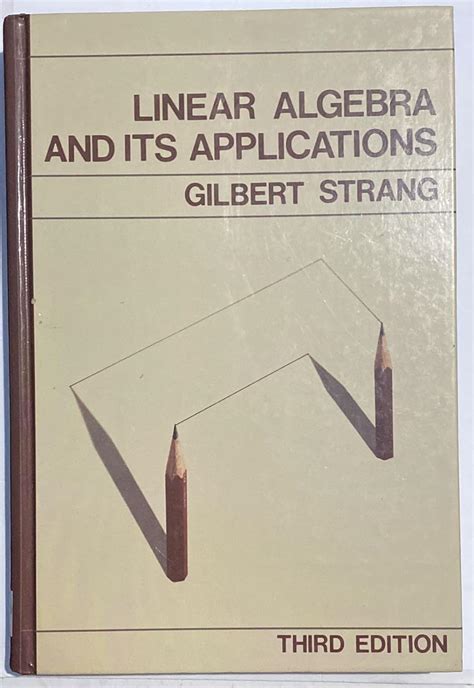 LINEAR ALGEBRA
AND ITS APPLICATIONS
GILBERT STRANG
THIRD EDITION